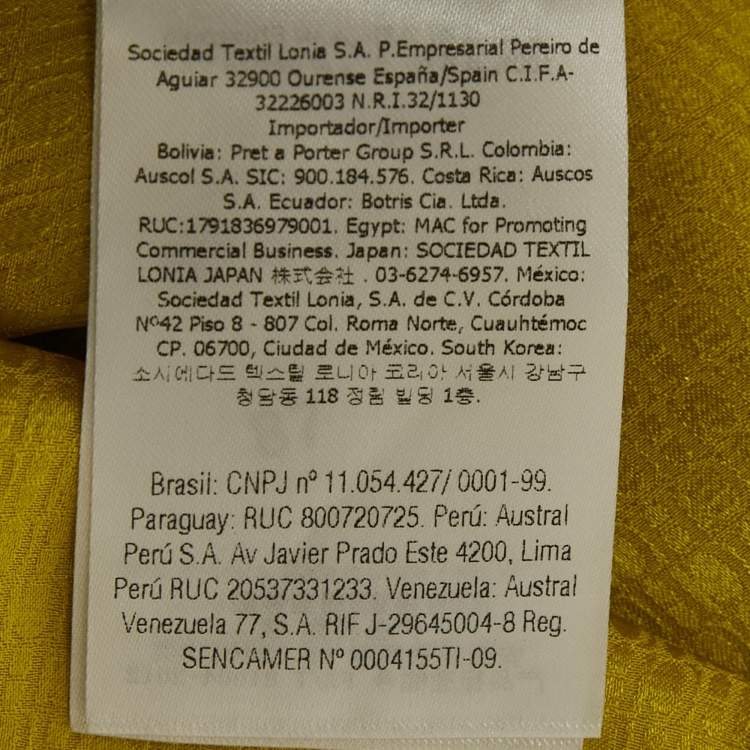 Sociedad Textil Lonia S.A. P.Empresarial Pereiro de
Aguiar 32900 Ourense España/Spain C.I.F.A-
32226003 N.R.I.32/1130
Importador/Importer
Bolivia: Pret a Porter Group S.R.L. Colombia:
Auscol S.A. SIC: 900.184.576. Costa Rica: Auscos
S.A. Ecuador: Botris Cia. Ltda.
RUC:1791836979001. Egypt: MAC for Promoting
Commercial Business. Japan: SOCIEDAD TEXTIL
LONIA JAPAN 株式会社 . 03-6274-6957. México:
Sociedad Textil Lonia, S.A. de C.V. Córdoba
Nº42 Piso 8 - 807 Col. Roma Norte, Cuauhtémoc
CP. 06700, Ciudad de México. South Korea:
소시에다드 텍스틸 로니아 코리아 서울시 강남구
청담동 118 정림 빌딩 1층.
Brasil: CNPJ nº 11.054.427/ 0001-99.
Paraguay: RUC 800720725. Perú: Austral
Perú S.A. Av Javier Prado Este 4200, Lima
Perú RUC 20537331233. Venezuela: Austral
Venezuela 77, S.A. RIF J-29645004-8 Reg.
SENCAMER Nº 0004155TI-09.